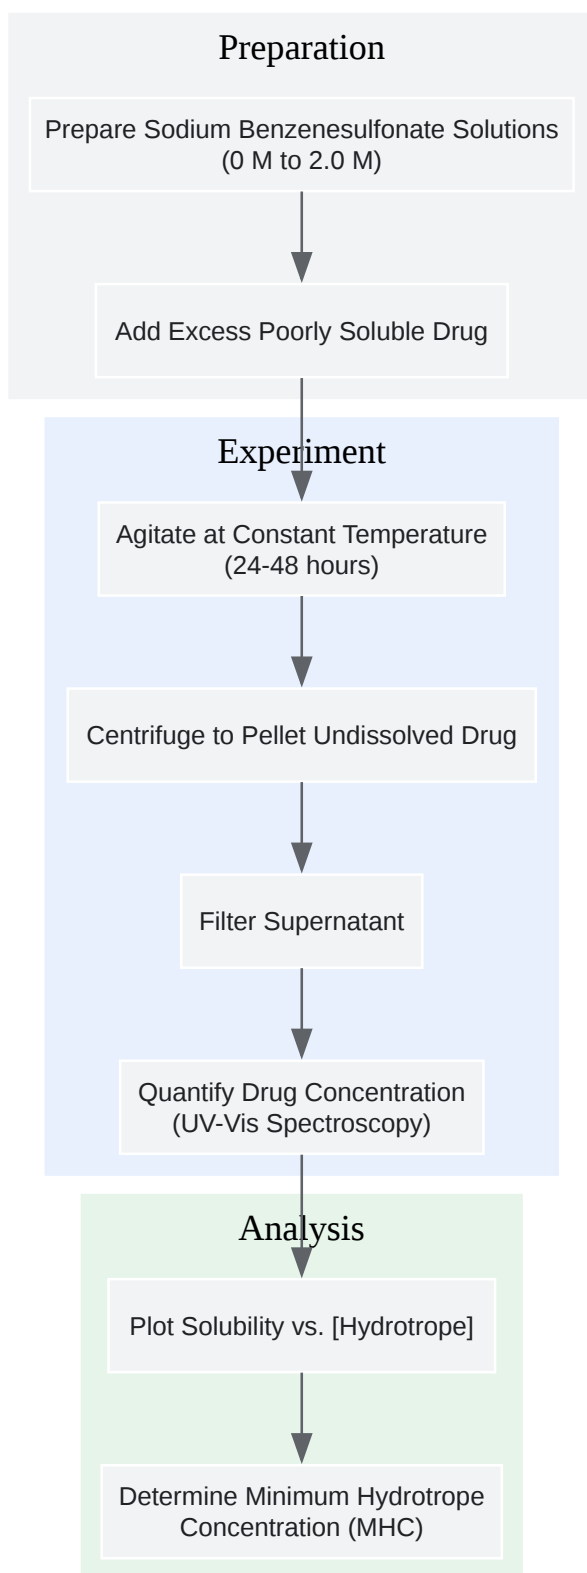 Preparation
Prepare Sodium Benzenesulfonate Solutions
(0 M to 2.0 M)
Add Excess Poorly Soluble Drug
Experiment
Agitate at Constant Temperature
(24-48 hours)
Centrifuge to Pellet Undissolved Drug
Filter Supernatant
Quantify Drug Concentration
(UV-Vis Spectroscopy)
Analysis
Plot Solubility vs. [Hydrotrope]
Determine Minimum Hydrotrope
Concentration (MHC)